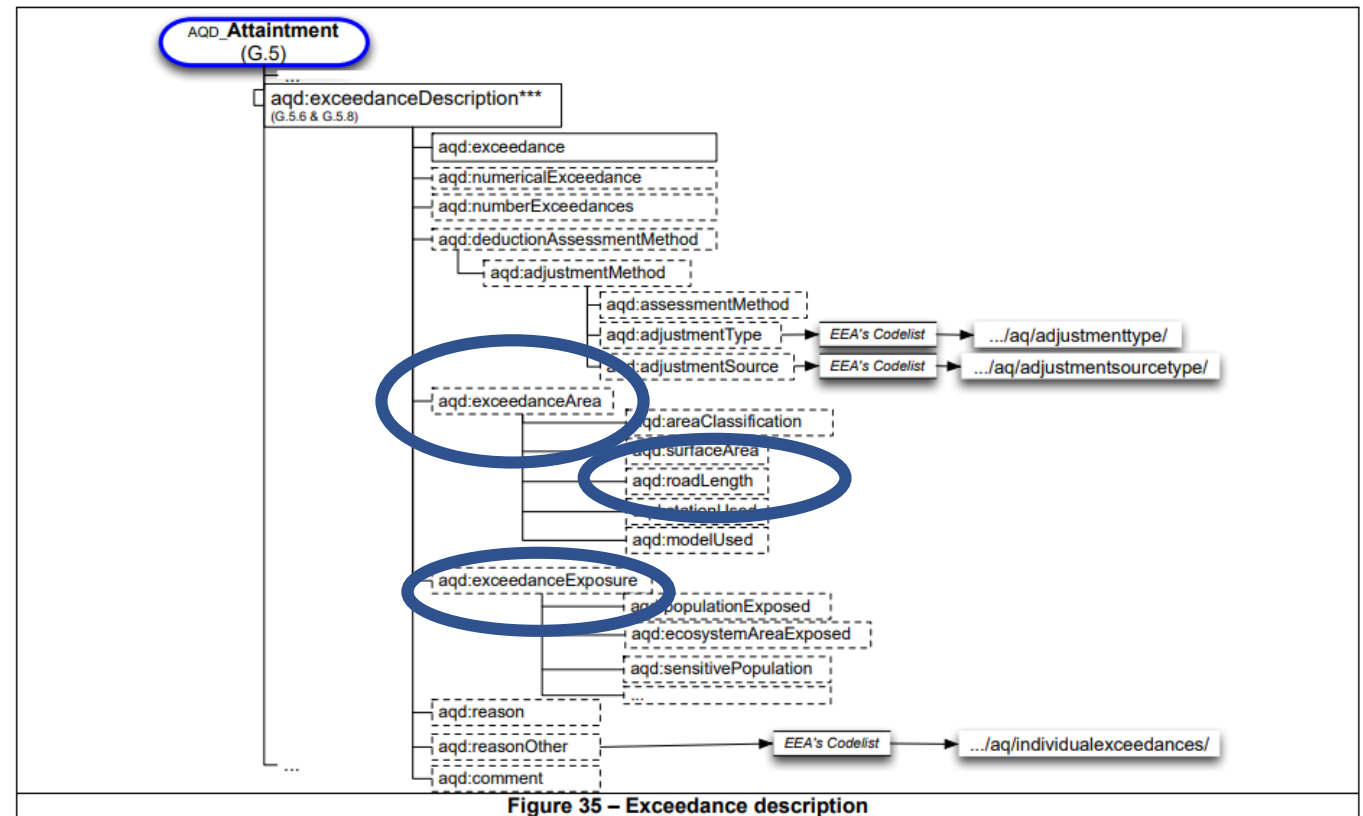 AQD_Attaintment
(G.5)
...
aqd:exceedanceDescription***
(G.5.6 & G.5.8)
aqd:exceedance
aqd:numericalExceedance
aqd:numberExceedances
aqd:deductionAssessmentMethod
aqd:adjustmentMethod
aqd:assessmentMethod
aqd:adjustmentType EEA's Codelist .../aq/adjustmenttype/
aqd:adjustmentSource EEA's Codelist .../aq/adjustmentsourcetype/
aqd:exceedanceArea
aqd:areaClassification
aqd:surfaceArea
aqd:roadLength
aqd:stationUsed
aqd:modelUsed
aqd:exceedanceExposure
aqd:populationExposed
aqd:ecosystemAreaExposed
aqd:sensitivePopulation
...
aqd:reason
aqd:reasonOther EEA's Codelist .../aq/individualexceedances/
...
aqd:comment
Figure 35 – Exceedance description